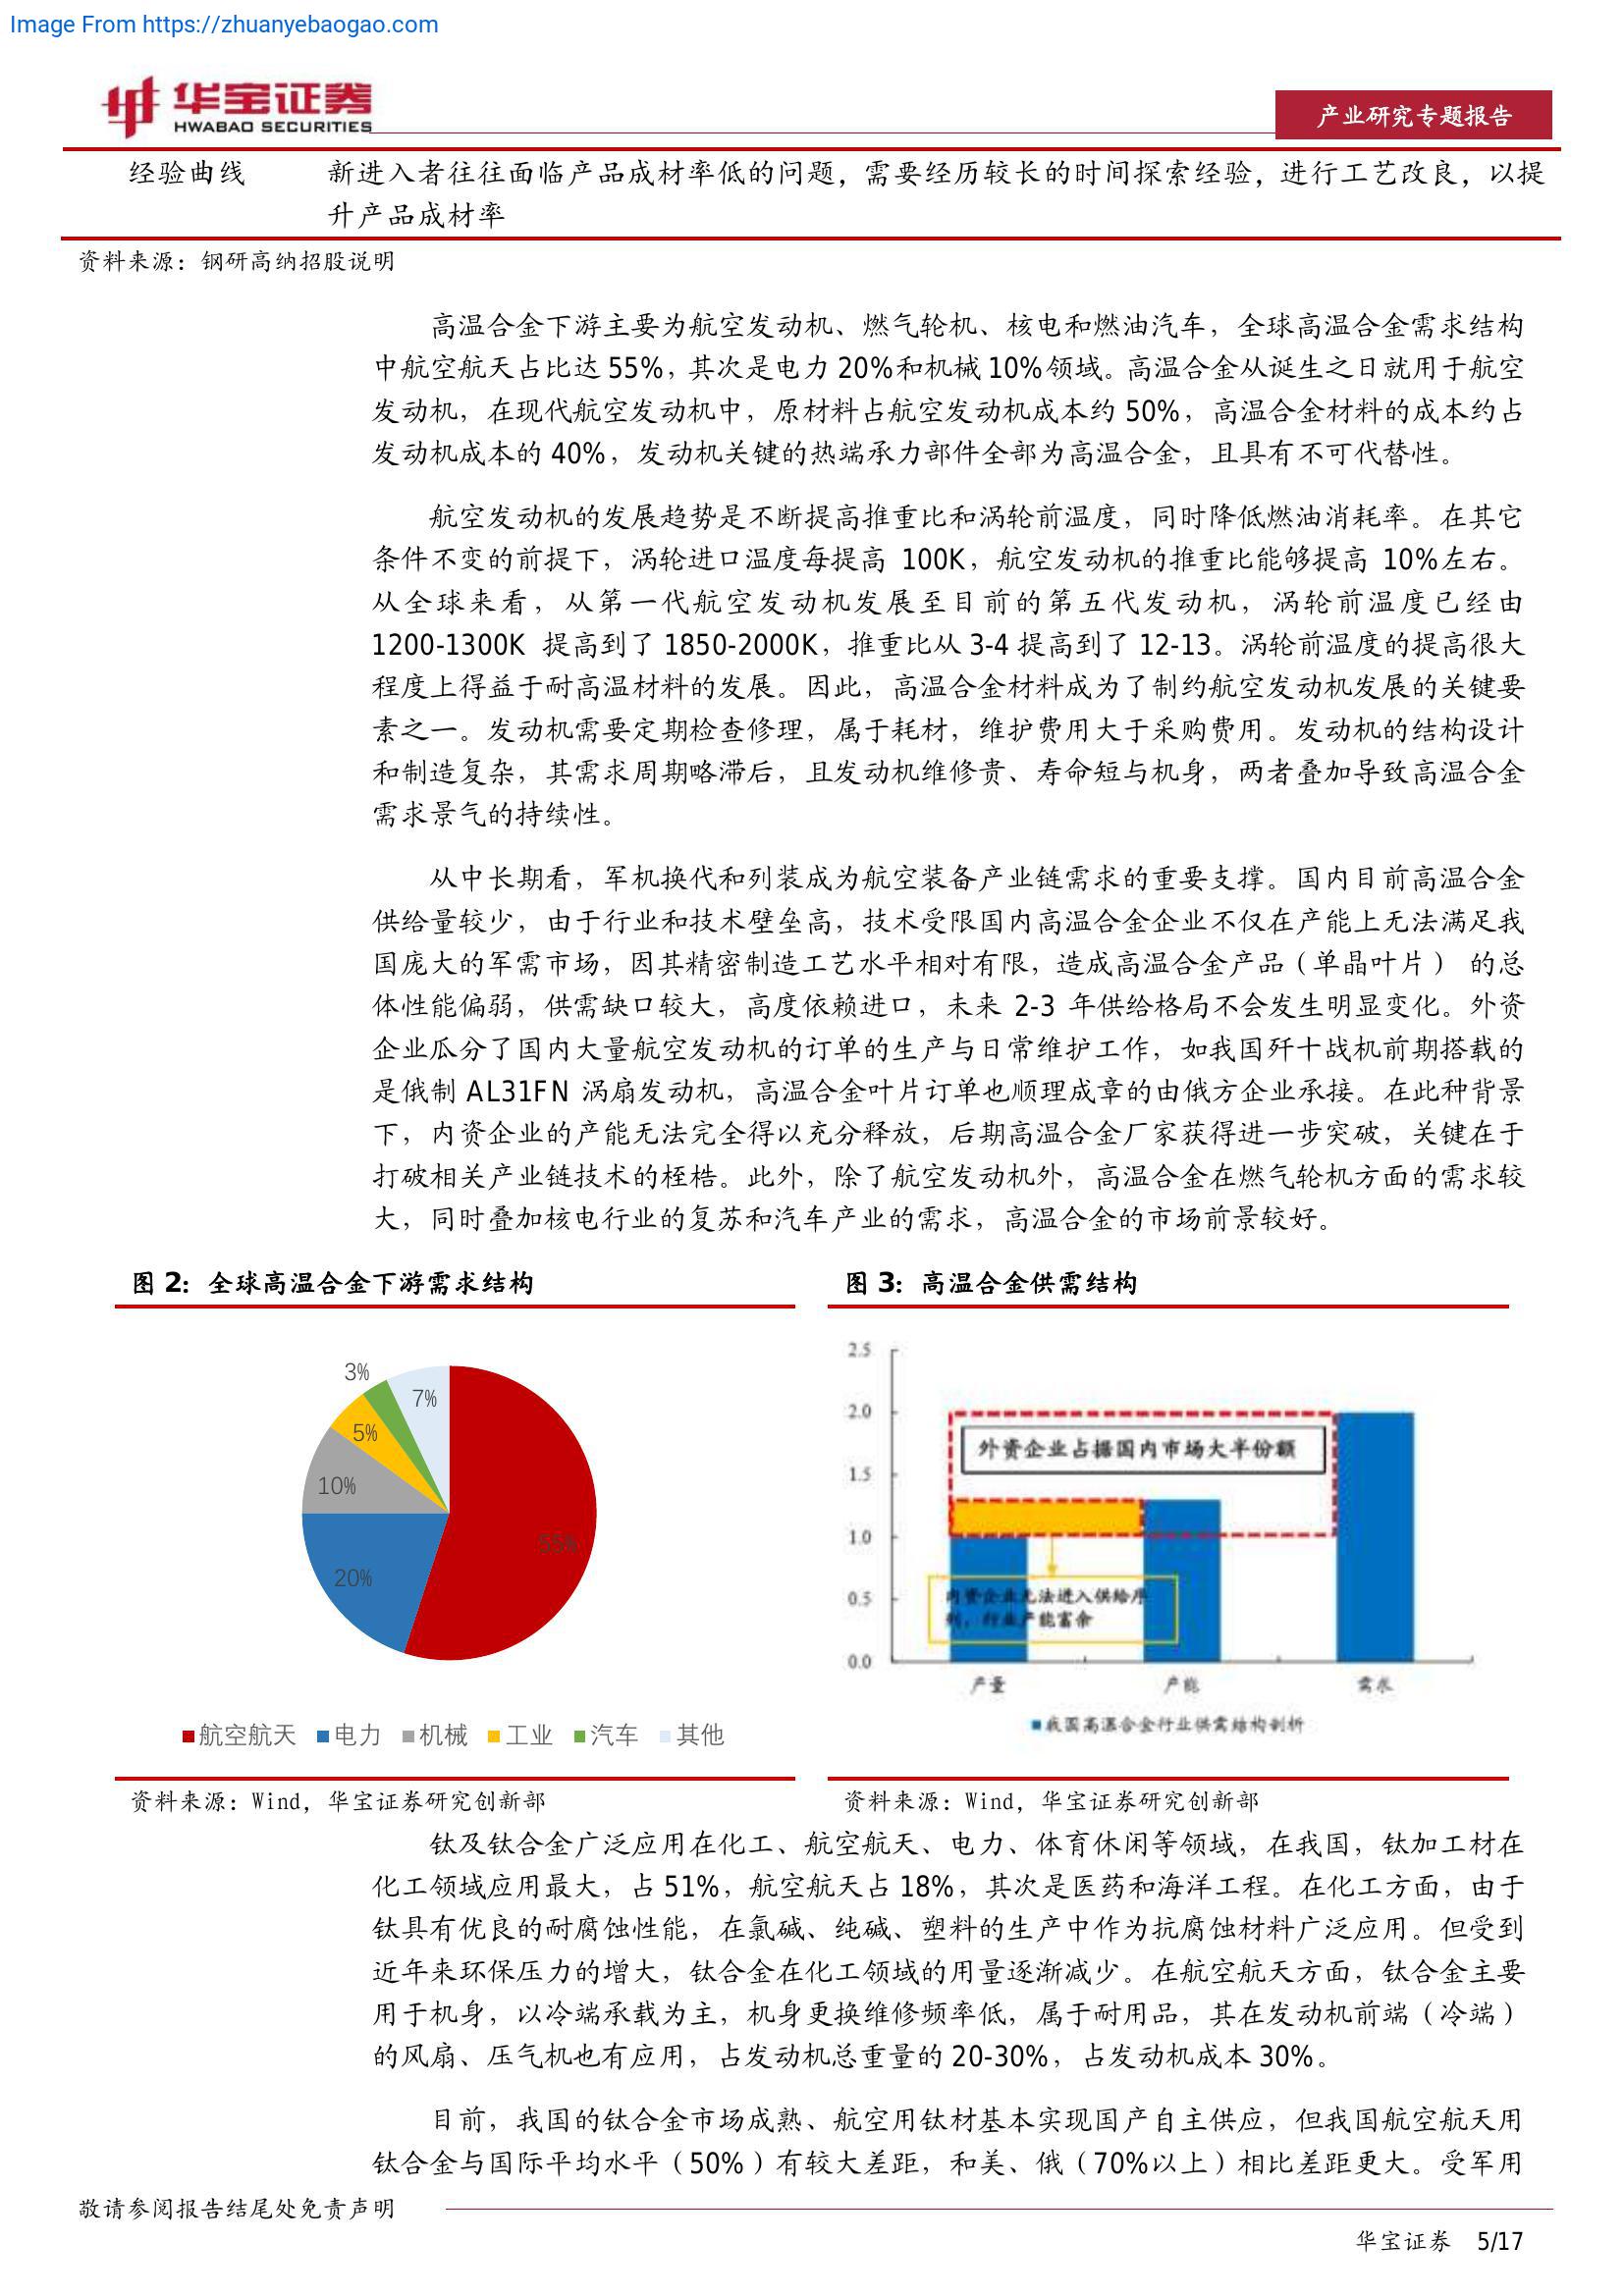 Image From https://zhuanyebaogao.com
华宝证券
HWABAO SECURITIES
产业研究专题报告
经验曲线 新进入者往往面临产品成材率低的问题，需要经历较长的时间探索经验，进行工艺改良，以提
升产品成材率
资料来源：钢研高纳招股说明
高温合金下游主要为航空发动机、燃气轮机、核电和燃油汽车，全球高温合金需求结构
中航空航天占比达 55%，其次是电力 20%和机械 10%领域。高温合金从诞生之日就用于航空
发动机，在现代航空发动机中，原材料占航空发动机成本约 50%，高温合金材料的成本约占
发动机成本的 40%，发动机关键的热端承力部件全部为高温合金，且具有不可代替性。
航空发动机的发展趋势是不断提高推重比和涡轮前温度，同时降低燃油消耗率。在其它
条件不变的前提下，涡轮进口温度每提高 100K，航空发动机的推重比能够提高 10%左右。
从全球来看，从第一代航空发动机发展至目前的第五代发动机，涡轮前温度已经由
1200-1300K 提高到了 1850-2000K，推重比从 3-4 提高到了 12-13。涡轮前温度的提高很大
程度上得益于耐高温材料的发展。因此，高温合金材料成为了制约航空发动机发展的关键要
素之一。发动机需要定期检查修理，属于耗材，维护费用大于采购费用。发动机的结构设计
和制造复杂，其需求周期略滞后，且发动机维修贵、寿命短与机身，两者叠加导致高温合金
需求景气的持续性。
从中长期看，军机换代和列装成为航空装备产业链需求的重要支撑。国内目前高温合金
供给量较少，由于行业和技术壁垒高，技术受限国内高温合金企业不仅在产能上无法满足我
国庞大的军需市场，因其精密制造工艺水平相对有限，造成高温合金产品（单晶叶片） 的总
体性能偏弱，供需缺口较大，高度依赖进口，未来 2-3 年供给格局不会发生明显变化。外资
企业瓜分了国内大量航空发动机的订单的生产与日常维护工作，如我国歼十战机前期搭载的
是俄制 AL31FN 涡扇发动机，高温合金叶片订单也顺理成章的由俄方企业承接。在此种背景
下，内资企业的产能无法完全得以充分释放，后期高温合金厂家获得进一步突破，关键在于
打破相关产业链技术的桎梏。此外，除了航空发动机外，高温合金在燃气轮机方面的需求较
大，同时叠加核电行业的复苏和汽车产业的需求，高温合金的市场前景较好。
图 2：全球高温合金下游需求结构
3%
7%
5%
10%
55%
20%
航空航天 电力 机械 工业 汽车 其他
资料来源：Wind，华宝证券研究创新部
图 3：高温合金供需结构
2.5
2.0
1.5
1.0
0.5
0.0
外资企业占据国内市场大半份额
内资企业无法进入供给序
列，行业产能富余
产量 产能 需求
我国高温合金行业供需结构剖析
资料来源：Wind，华宝证券研究创新部
钛及钛合金广泛应用在化工、航空航天、电力、体育休闲等领域，在我国，钛加工材在
化工领域应用最大，占 51%，航空航天占 18%，其次是医药和海洋工程。在化工方面，由于
钛具有优良的耐腐蚀性能，在氯碱、纯碱、塑料的生产中作为抗腐蚀材料广泛应用。但受到
近年来环保压力的增大，钛合金在化工领域的用量逐渐减少。在航空航天方面，钛合金主要
用于机身，以冷端承载为主，机身更换维修频率低，属于耐用品，其在发动机前端（冷端）
的风扇、压气机也有应用，占发动机总重量的 20-30%，占发动机成本 30%。
目前，我国的钛合金市场成熟、航空用钛材基本实现国产自主供应，但我国航空航天用
钛合金与国际平均水平（50%）有较大差距，和美、俄（70%以上）相比差距更大。受军用
敬请参阅报告结尾处免责声明
华宝证券 5/17